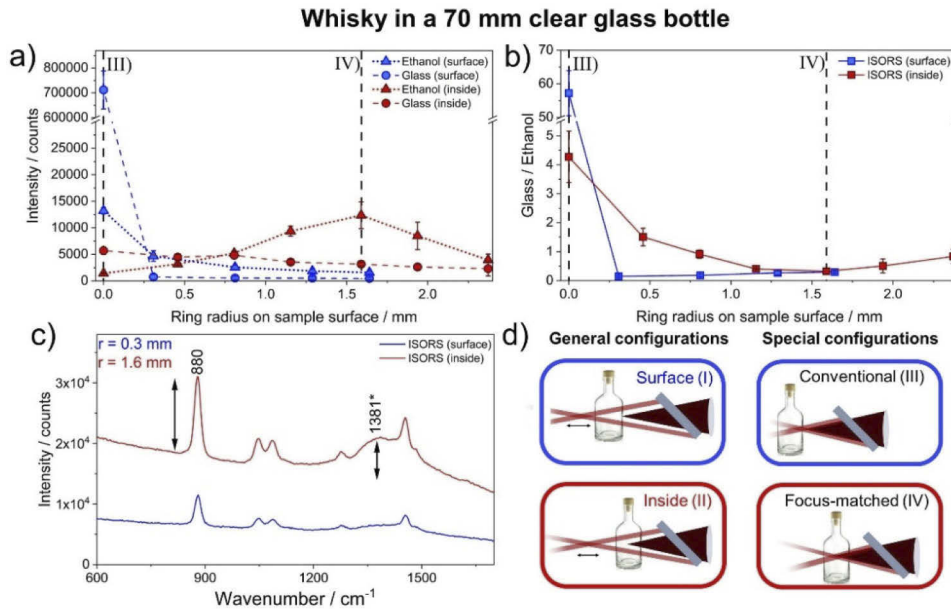 Whisky in a 70 mm clear glass bottle
a)
III)
IV)
Ethanol (surface)
Glass (surface)
Ethanol (inside)
Glass (inside)
800000
700000
600000
25000
20000
15000
10000
5000
0
Intensity / counts
0.0 0.5 1.0 1.5 2.0
Ring radius on sample surface / mm
b)
III)
IV)
ISORS (surface)
ISORS (inside)
70
60
50
5
4
3
2
1
0
Glass / Ethanol
0.0 0.5 1.0 1.5 2.0
Ring radius on sample surface / mm
c)
r = 0.3 mm
r = 1.6 mm
880
1381*
ISORS (surface)
ISORS (inside)
3x10⁴
2x10⁴
1x10⁴
0
Intensity / counts
600 900 1200 1500
Wavenumber / cm⁻¹
d)
General configurations
Special configurations
Surface (I)
Conventional (III)
Inside (II)
Focus-matched (IV)